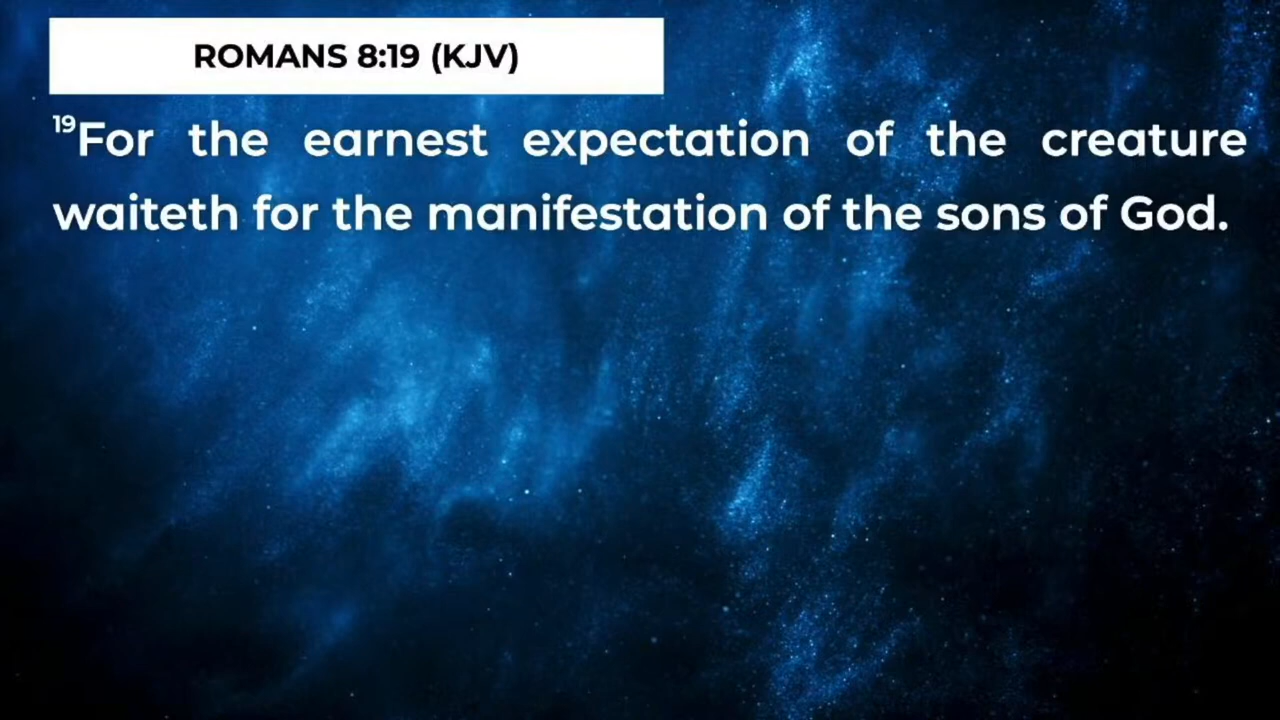 ROMANS 8:19 (KJV)
¹⁹For the earnest expectation of the creature
waiteth for the manifestation of the sons of God.